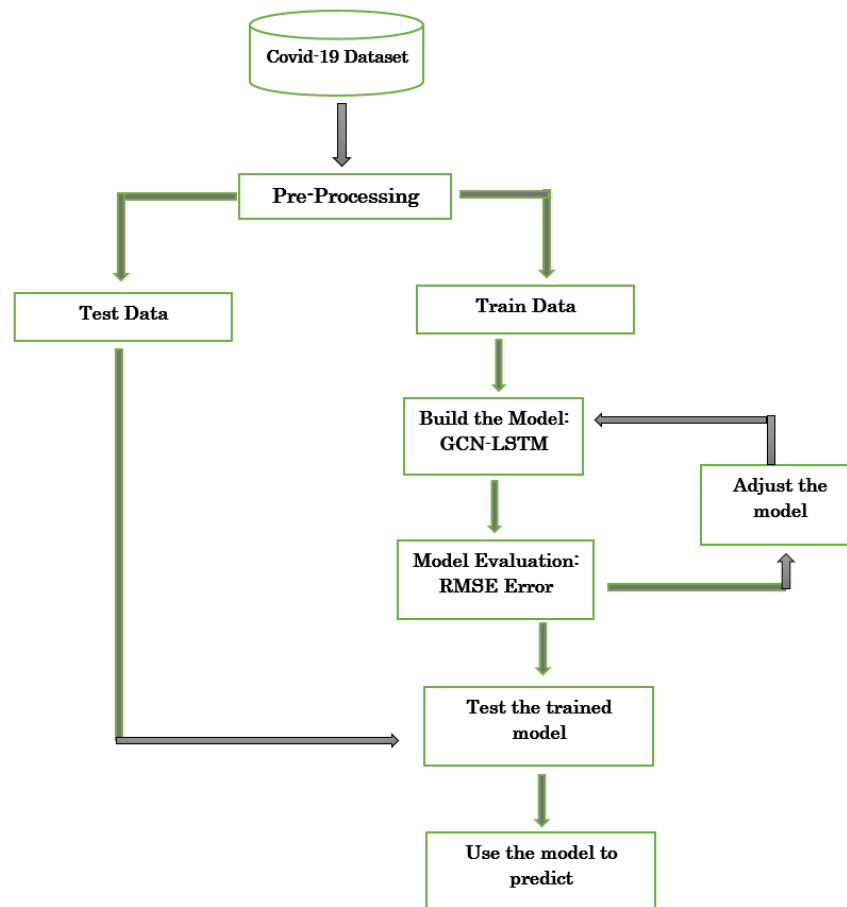 Covid-19 Dataset
Pre-Processing
Test Data
Train Data
Build the Model:
GCN-LSTM
Adjust the
model
Model Evaluation:
RMSE Error
Test the trained
model
Use the model to
predict